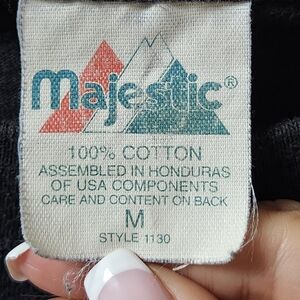 Majestic®
100% COTTON
ASSEMBLED IN HONDURAS
OF USA COMPONENTS
CARE AND CONTENT ON BACK
M
STYLE 1130